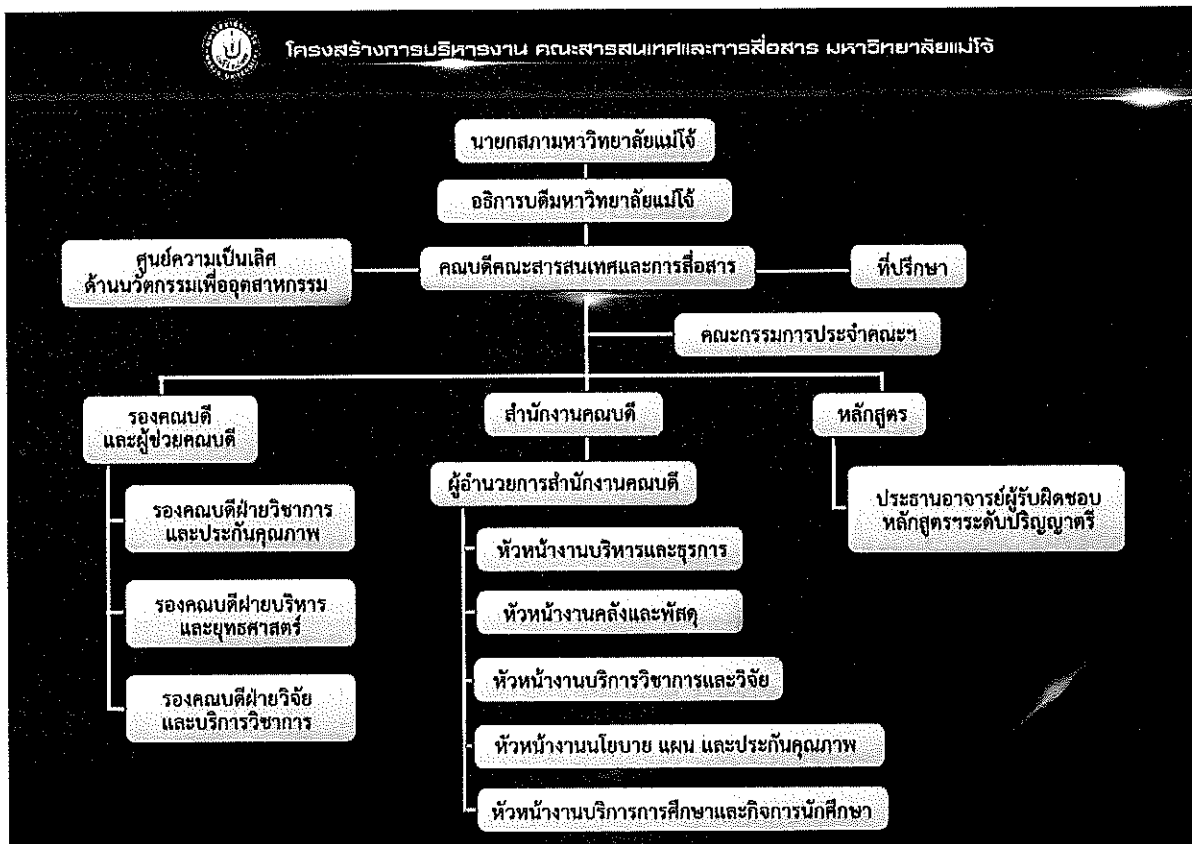 โครงสร้างการบริหารงาน คณะสารสนเทศและการสื่อสาร มหาวิทยาลัยแม่โจ้
นายกสภามหาวิทยาลัยแม่โจ้
อธิการบดีมหาวิทยาลัยแม่โจ้
ศูนย์ความเป็นเลิศ
ด้านนวัตกรรมเพื่ออุตสาหกรรม
คณบดีคณะสารสนเทศและการสื่อสาร
ที่ปรึกษา
คณะกรรมการประจำคณะฯ
รองคณบดี
และผู้ช่วยคณบดี
รองคณบดีฝ่ายวิชาการ
และประกันคุณภาพ
รองคณบดีฝ่ายบริหาร
และยุทธศาสตร์
รองคณบดีฝ่ายวิจัย
และบริการวิชาการ
สำนักงานคณบดี
ผู้อำนวยการสำนักงานคณบดี
หัวหน้างานบริหารและธุรการ
หัวหน้างานคลังและพัสดุ
หัวหน้างานบริการวิชาการและวิจัย
หัวหน้างานนโยบาย แผน และประกันคุณภาพ
หัวหน้างานบริการการศึกษาและกิจการนักศึกษา
หลักสูตร
ประธานอาจารย์ผู้รับผิดชอบ
หลักสูตรฯระดับปริญญาตรี